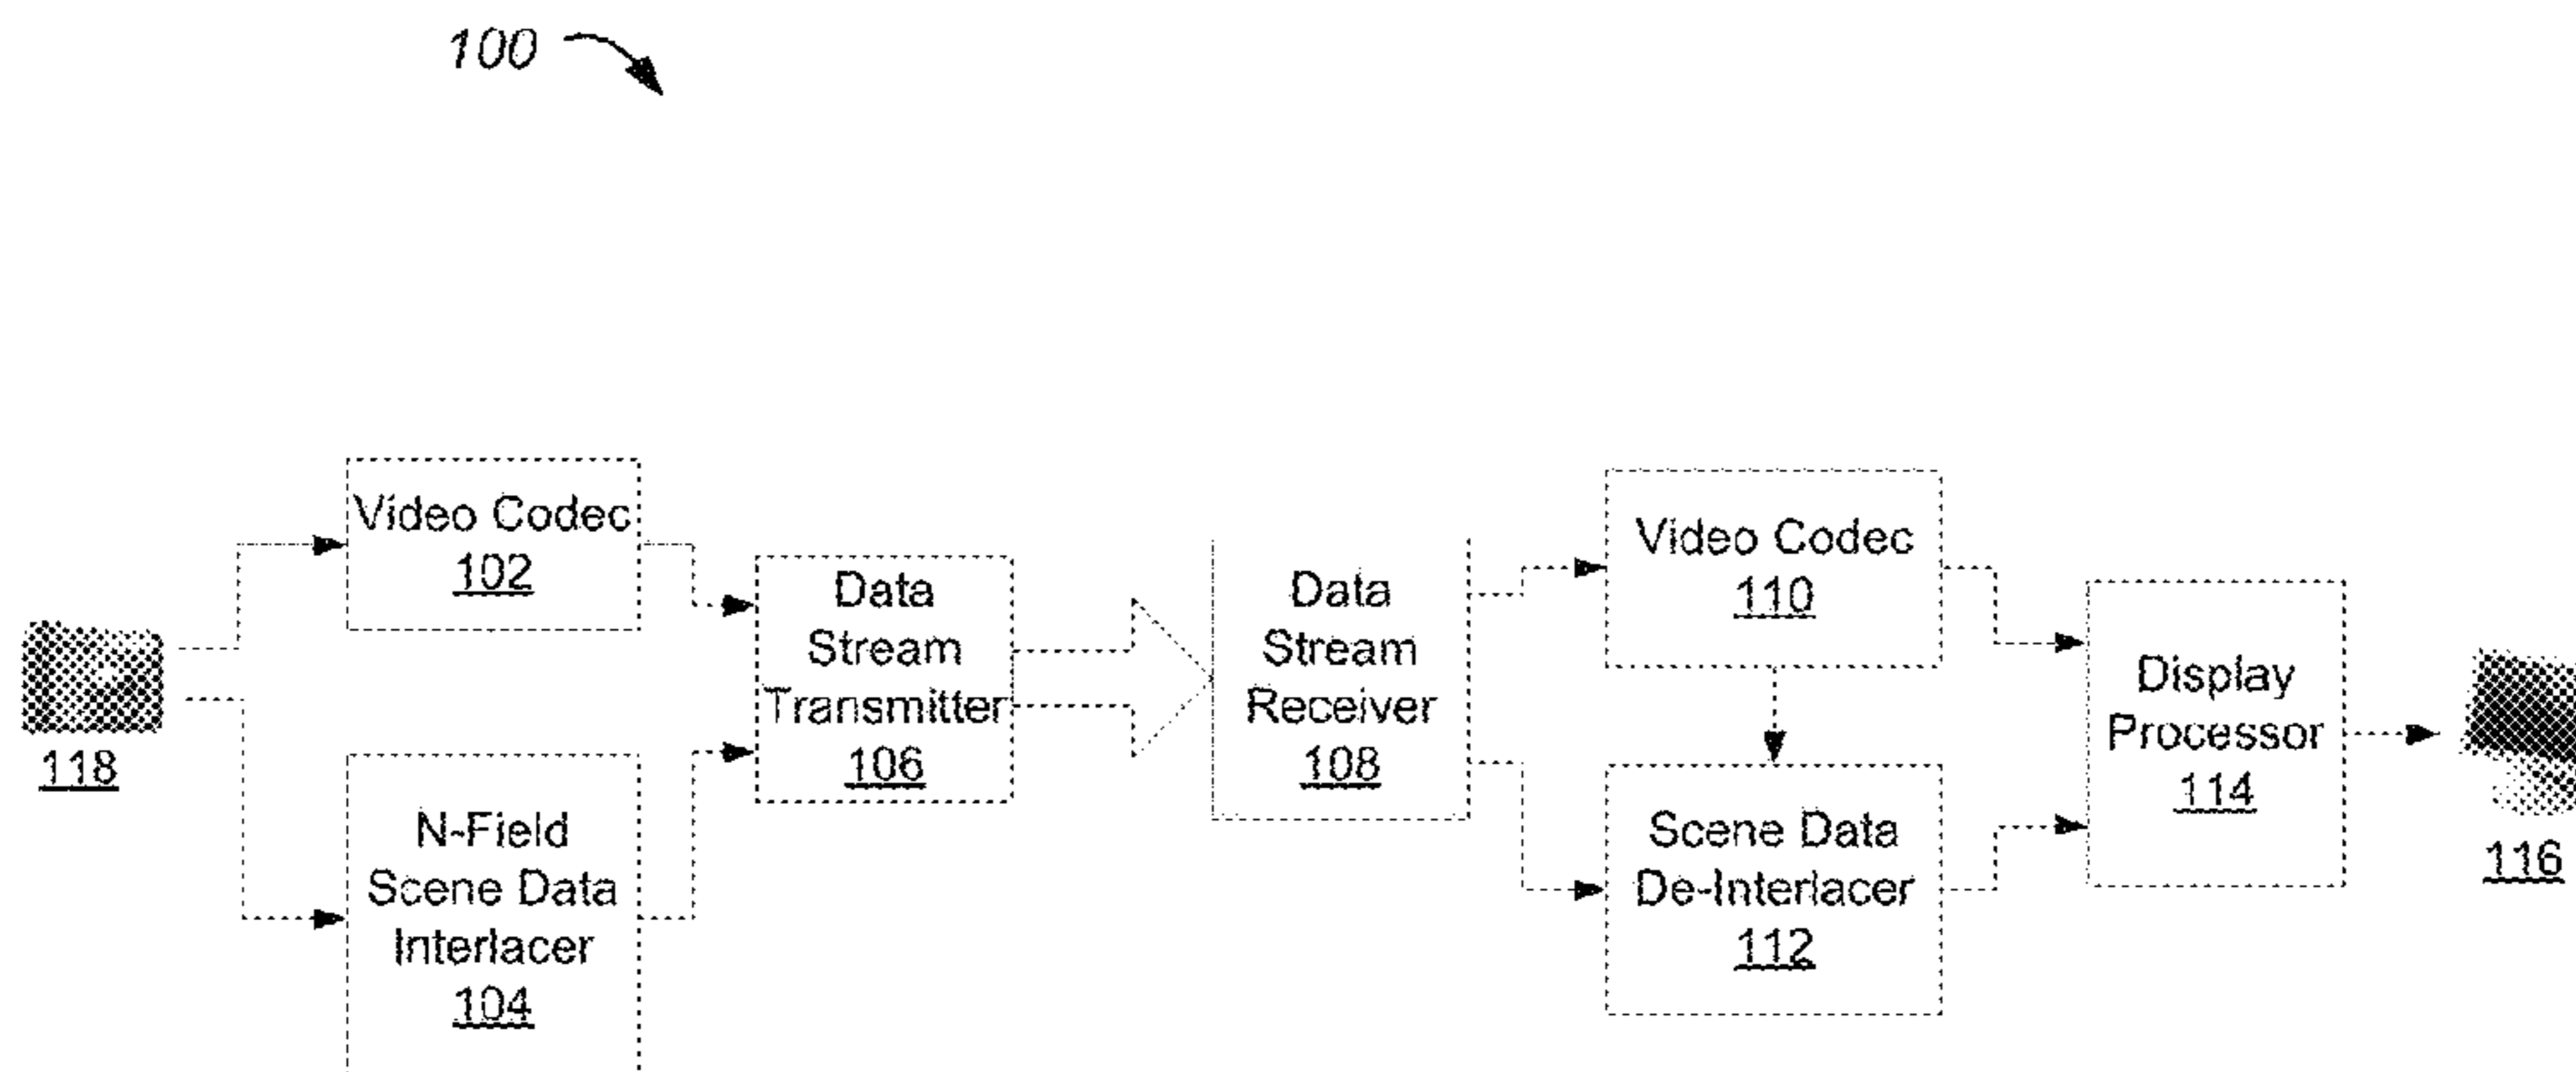 100
Video Codec
102
N-Field
Scene Data
Interlacer
104
118
Data
Stream
Transmitter
106
Data
Stream
Receiver
108
Video Codec
110
Scene Data
De-Interlacer
112
Display
Processor
114
116